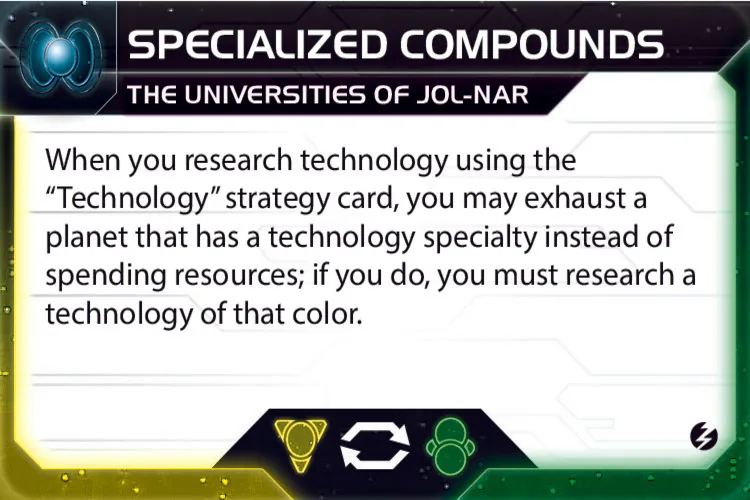 SPECIALIZED COMPOUNDS
THE UNIVERSITIES OF JOL-NAR
When you research technology using the
“Technology” strategy card, you may exhaust a
planet that has a technology specialty instead of
spending resources; if you do, you must research a
technology of that color.